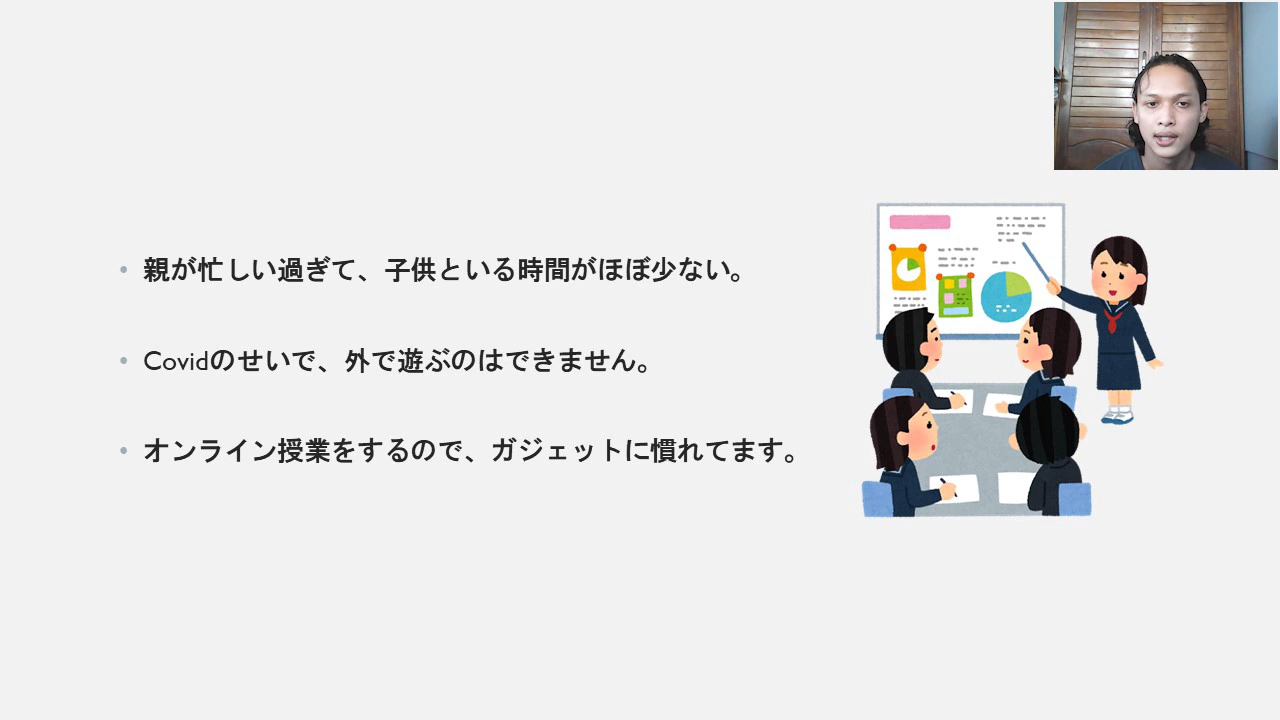 親が忙しい過ぎて、子供といる時間がほぼ少ない。
Covidのせいで、外で遊ぶのはできません。
オンライン授業をするので、ガジェットに慣れてます。